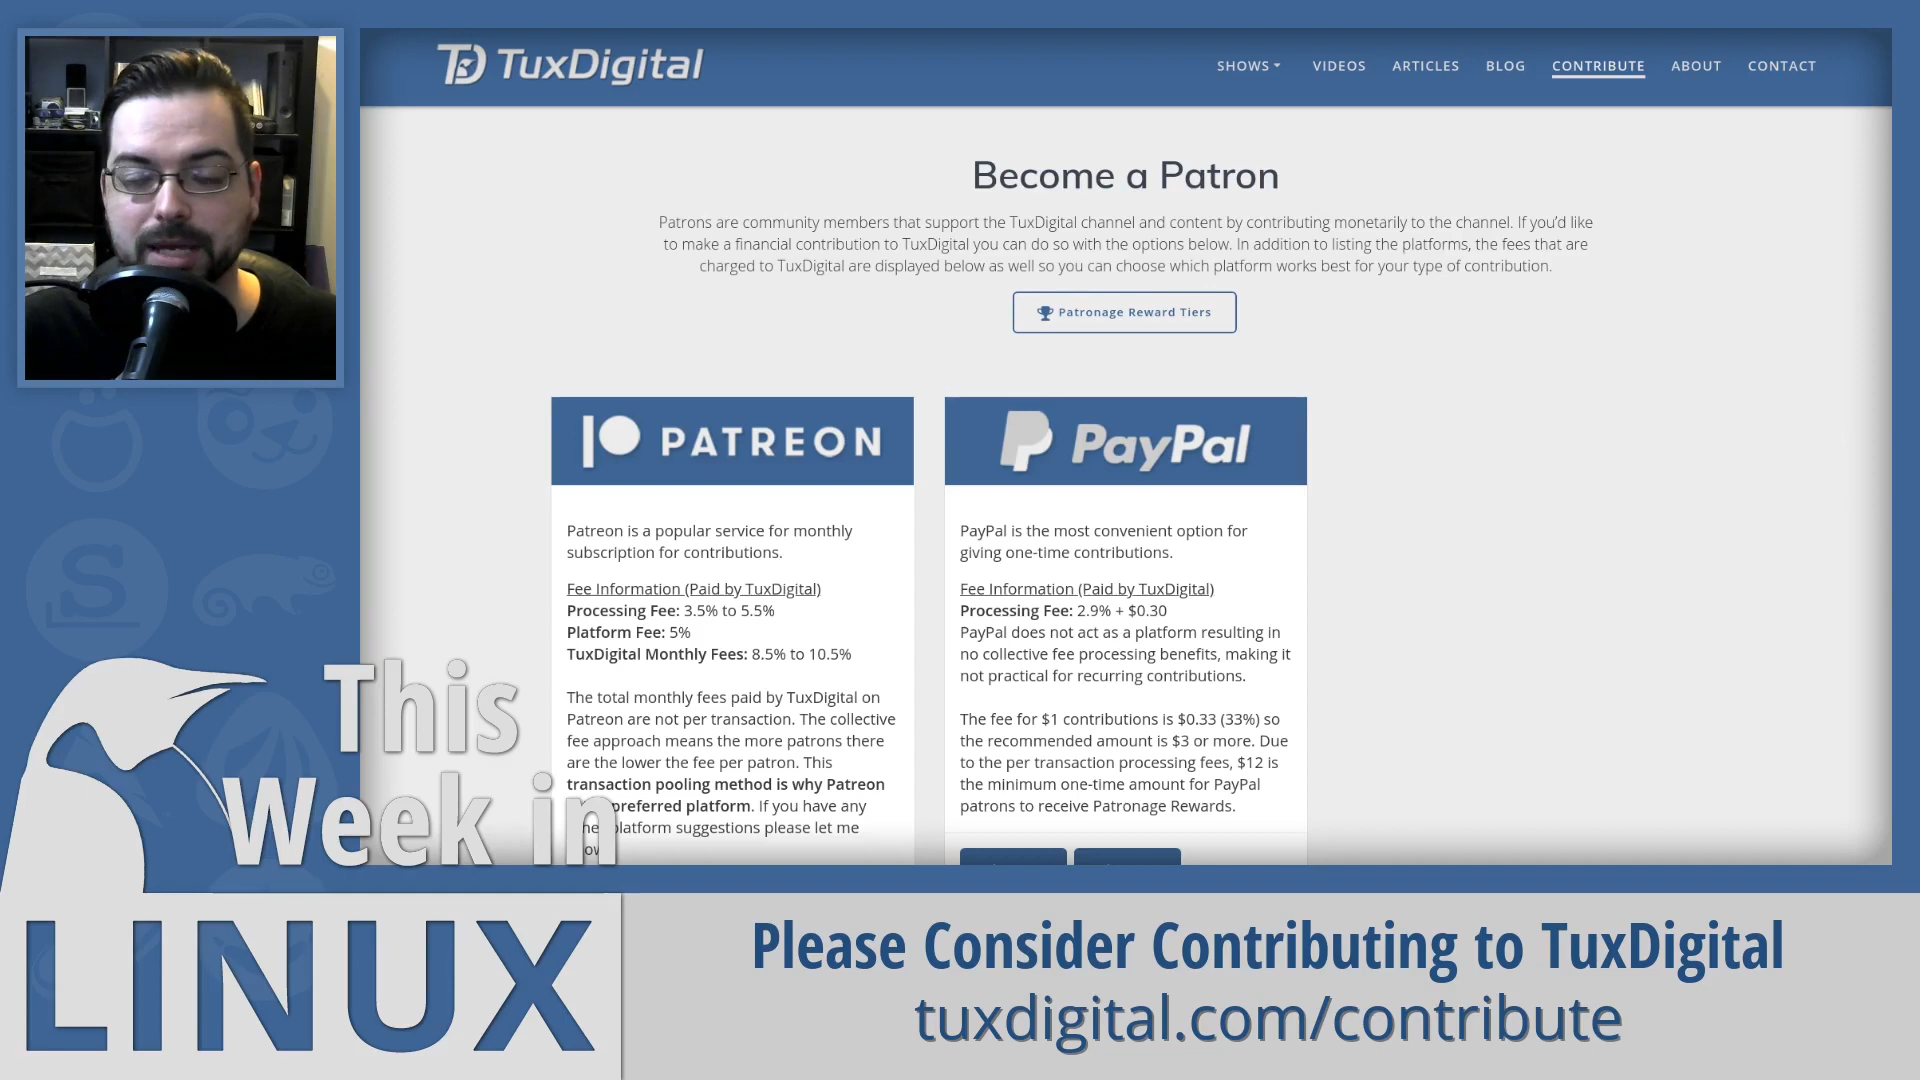 TuxDigital
SHOWS
VIDEOS
ARTICLES
BLOG
CONTRIBUTE
ABOUT
CONTACT
Become a Patron
Patrons are community members that support the TuxDigital channel and content by contributing monetarily to the channel. If you’d like
to make a financial contribution to TuxDigital you can do so with the options below. In addition to listing the platforms, the fees that are
charged to TuxDigital are displayed below as well so you can choose which platform works best for your type of contribution.
Patronage Reward Tiers
PATREON
Patreon is a popular service for monthly
subscription for contributions.
Fee Information (Paid by TuxDigital)
Processing Fee: 3.5% to 5.5%
Platform Fee: 5%
TuxDigital Monthly Fees: 8.5% to 10.5%
The total monthly fees paid by TuxDigital on
Patreon are not per transaction. The collective
fee approach means the more patrons there
are the lower the fee per patron. This
transaction pooling method is why Patreon
preferred platform. If you have any
platform suggestions please let me
PayPal
PayPal is the most convenient option for
giving one-time contributions.
Fee Information (Paid by TuxDigital)
Processing Fee: 2.9% + $0.30
PayPal does not act as a platform resulting in
no collective fee processing benefits, making it
not practical for recurring contributions.
The fee for $1 contributions is $0.33 (33%) so
the recommended amount is $3 or more. Due
to the per transaction processing fees, $12 is
the minimum one-time amount for PayPal
patrons to receive Patronage Rewards.
This
Week in
LINUX
Please Consider Contributing to TuxDigital
tuxdigital.com/contribute